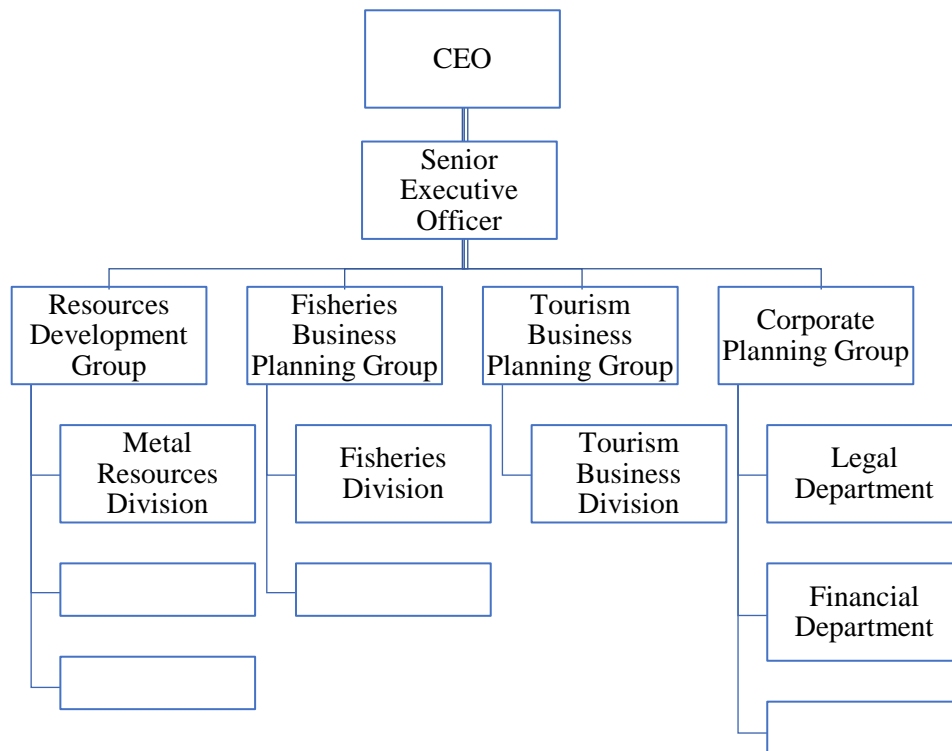 CEO
Senior
Executive
Officer
Resources
Development
Group
Fisheries
Business
Planning Group
Tourism
Business
Planning Group
Corporate
Planning Group
Metal
Resources
Division
Fisheries
Division
Tourism
Business
Division
Legal
Department
Financial
Department